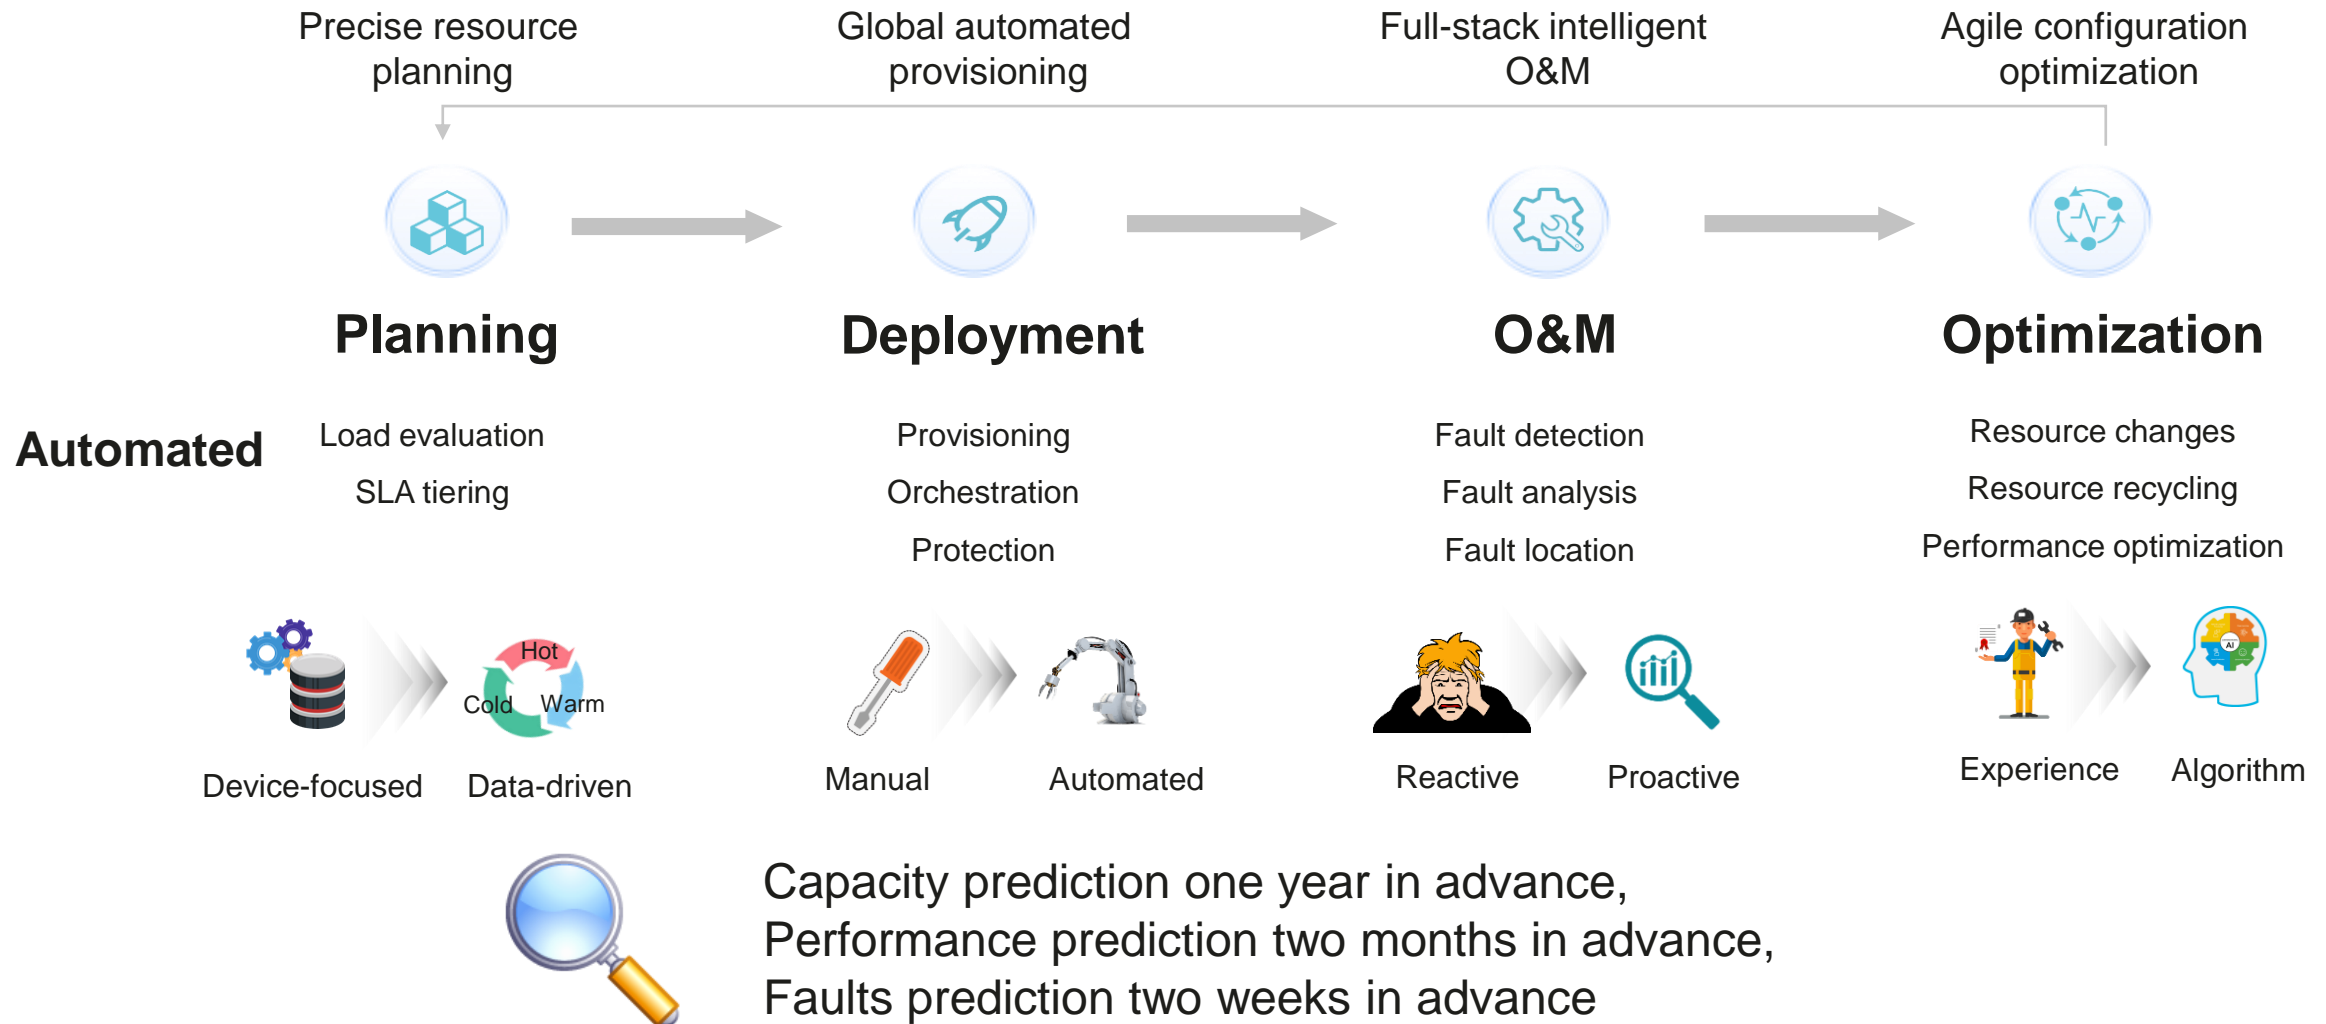 Precise resource
planning
Global automated
provisioning
Full-stack intelligent
O&M
Agile configuration
optimization
Planning
Deployment
O&M
Optimization
Automated
Load evaluation
SLA tiering
Provisioning
Orchestration
Protection
Fault detection
Fault analysis
Fault location
Resource changes
Resource recycling
Performance optimization
Hot
Cold
Warm
AI
Device-focused
Data-driven
Manual
Automated
Reactive
Proactive
Experience
Algorithm
Capacity prediction one year in advance,
Performance prediction two months in advance,
Faults prediction two weeks in advance